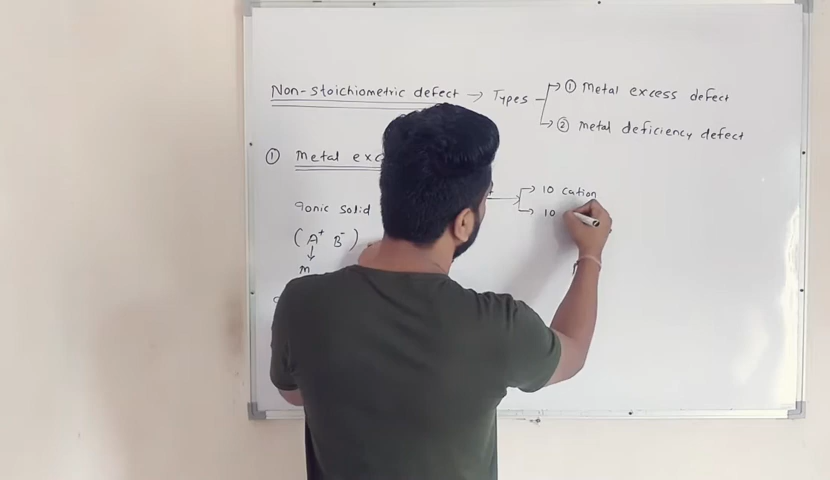 Non-stoichiometric defect → Types → ① Metal excess defect
→ ② Metal deficiency defect
① Metal exc
Ionic solid → 10 cation
→ 10
( A⁺ B⁻ )
↓
m